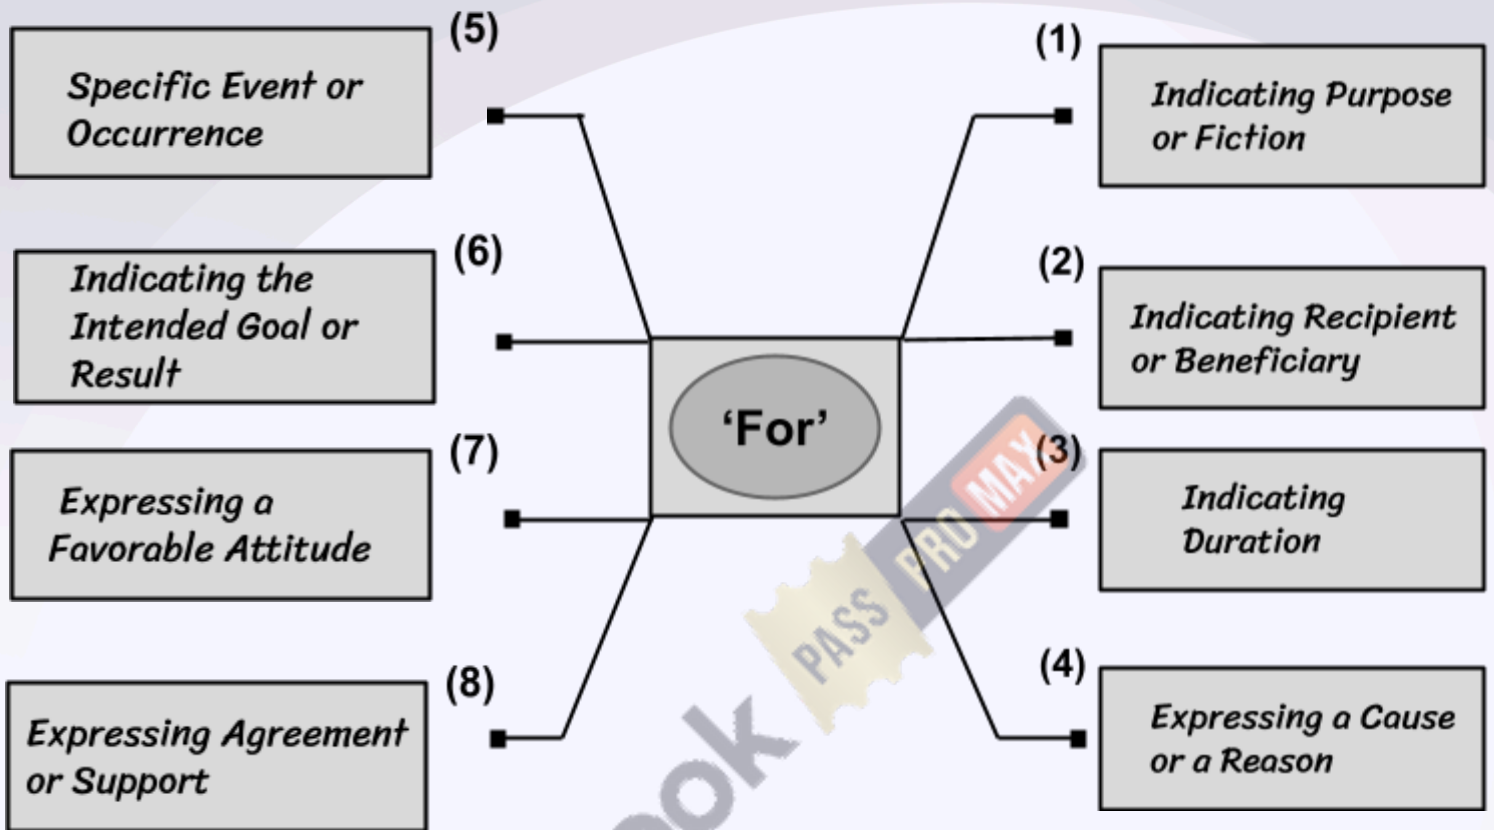 (5)
Specific Event or
Occurrence
(1)
Indicating Purpose
or Fiction
(6)
Indicating the
Intended Goal or
Result
(2)
Indicating Recipient
or Beneficiary
‘For’
(7)
Expressing a
Favorable Attitude
(3)
Indicating
Duration
(8)
Expressing Agreement
or Support
(4)
Expressing a Cause
or a Reason
PASS PRO MAX